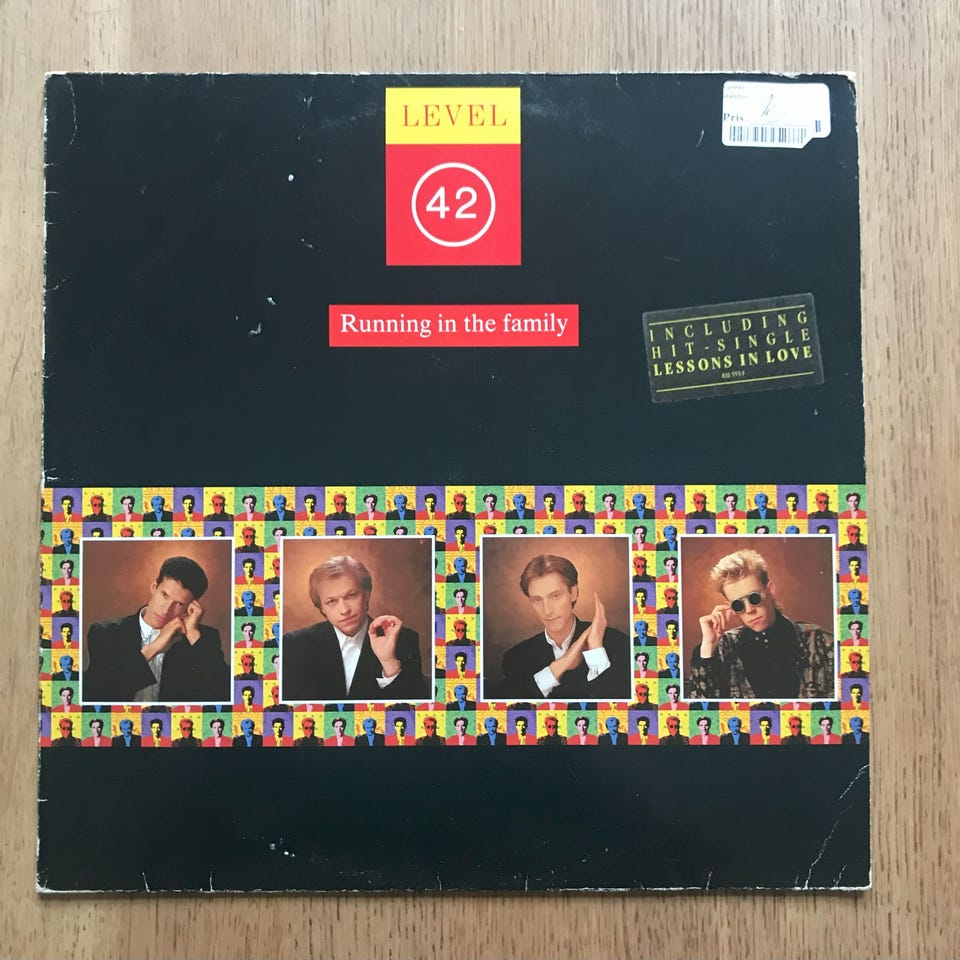 LEVEL
42
Pris
Running in the family
INCLUDING
HIT-SINGLE
LESSONS IN LOVE